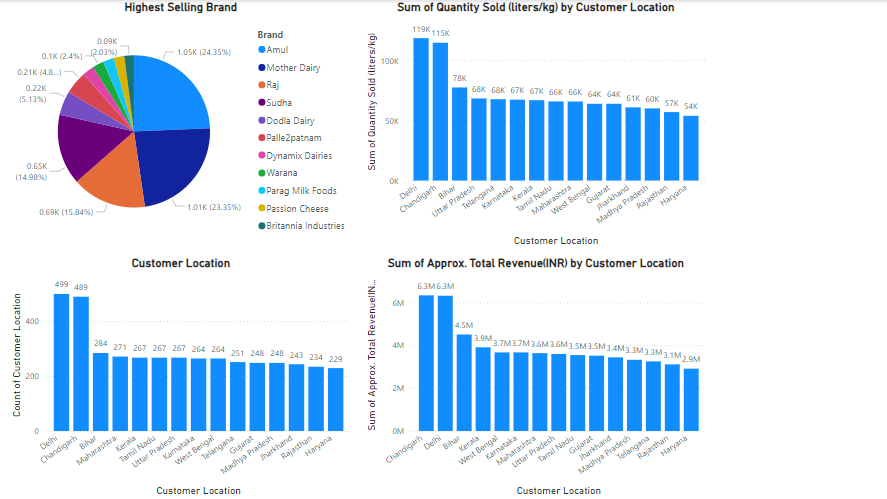 Highest Selling Brand
0.09K
(2.03%)
0.1K (2.4%)
0.21K (4.8...)
0.22K
(5.13%)
0.65K
(14.98%)
0.69K (15.84%)
1.05K (24.35%)
1.01K (23.35%)
Brand
Amul
Mother Dairy
Raj
Sudha
Dodla Dairy
Palle2patnam
Dynamix Dairies
Warana
Parag Milk Foods
Passion Cheese
Britannia Industries
Sum of Quantity Sold (liters/kg) by Customer Location
Sum of Quantity Sold (liters/kg)
100K
50K
0K
119K 115K 78K 68K 68K 67K 67K 66K 66K 64K 64K 61K 60K 57K 54K
Delhi
Chandigarh
Bihar
Uttar Pradesh
Telangana
Karnataka
Kerala
Tamil Nadu
Maharashtra
West Bengal
Gujarat
Jharkhand
Madhya Pradesh
Rajasthan
Haryana
Customer Location
Customer Location
Count of Customer Location
400
200
0
499 489 284 271 267 267 267 264 264 251 248 248 243 234 229
Delhi
Chandigarh
Bihar
Maharashtra
Kerala
Tamil Nadu
Uttar Pradesh
Karnataka
West Bengal
Telangana
Gujarat
Madhya Pradesh
Jharkhand
Rajasthan
Haryana
Customer Location
Sum of Approx. Total Revenue(INR) by Customer Location
Sum of Approx. Total Revenue(IN...
6M
4M
2M
0M
6.3M 6.3M 4.5M 3.9M 3.7M 3.7M 3.6M 3.6M 3.5M 3.5M 3.4M 3.3M 3.3M 3.1M 2.9M
Chandigarh
Delhi
Bihar
Kerala
West Bengal
Karnataka
Maharashtra
Uttar Pradesh
Tamil Nadu
Gujarat
Jharkhand
Madhya Pradesh
Telangana
Rajasthan
Haryana
Customer Location